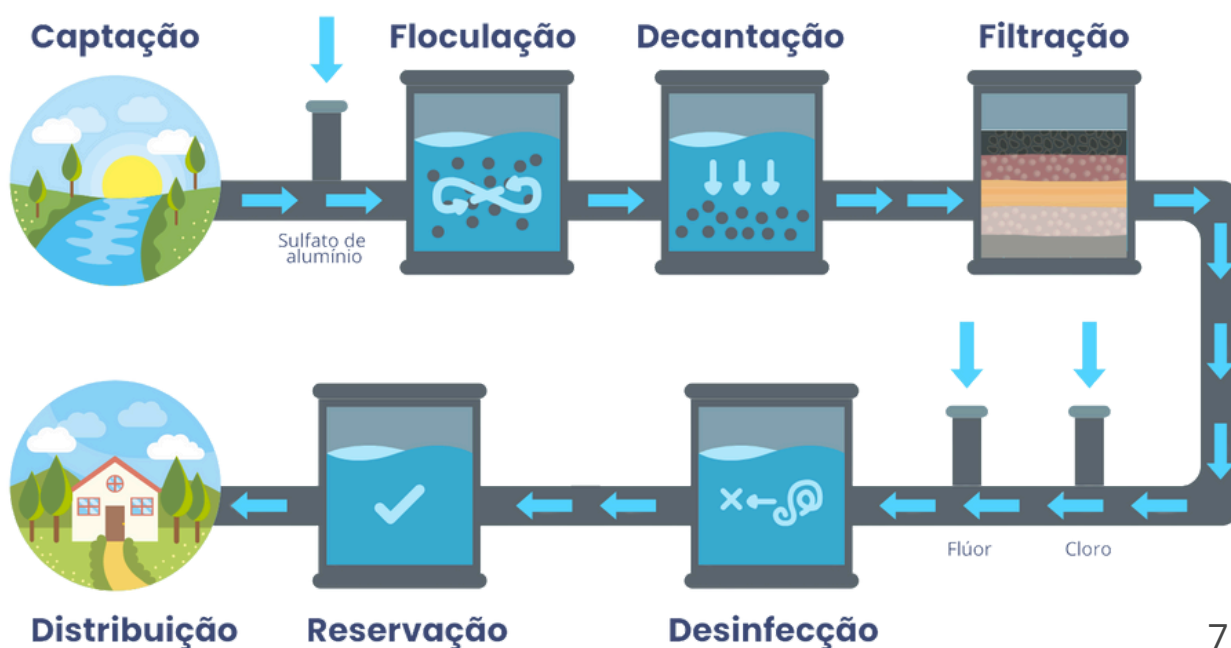 Captação
Floculação
Decantação
Filtração
Sulfato de
alumínio
Flúor
Cloro
Distribuição
Reservação
Desinfecção
7